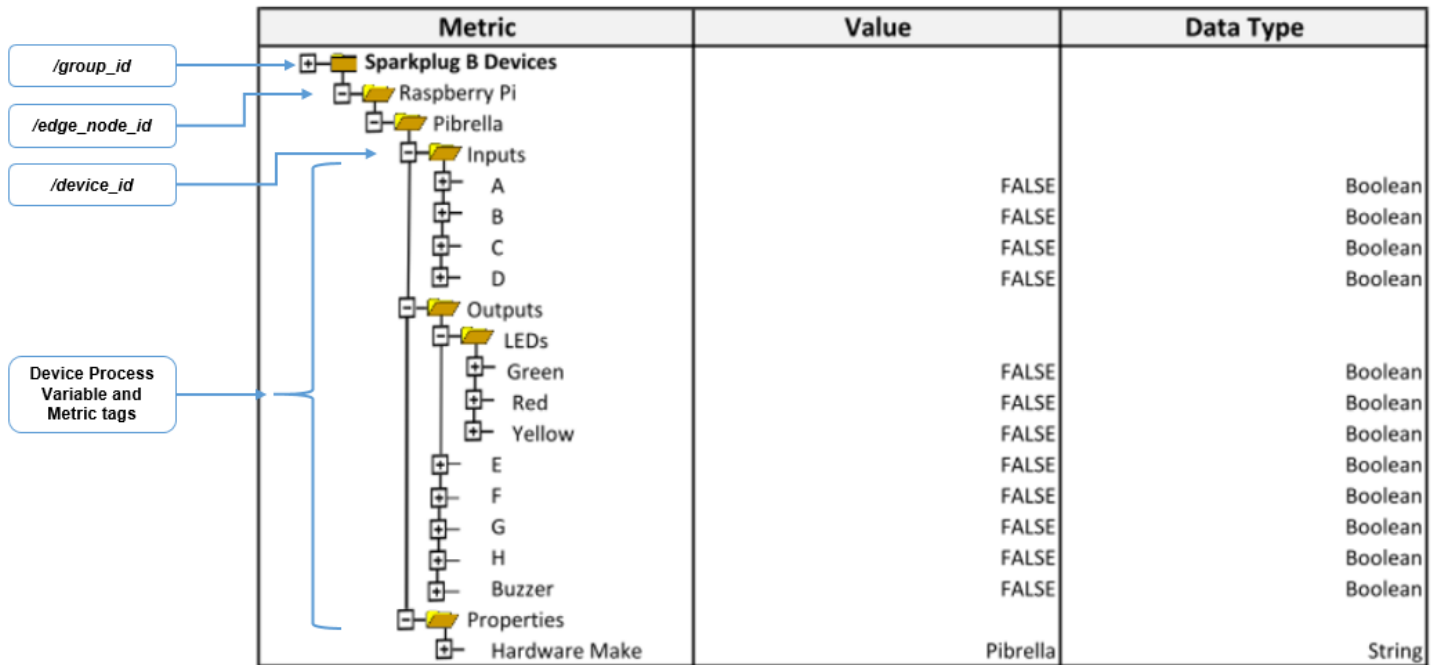 Metric Value Data Type
/group_id Sparkplug B Devices
Raspberry Pi
/edge_node_id Pibrella
Inputs
/device_id A FALSE Boolean
B FALSE Boolean
C FALSE Boolean
D FALSE Boolean
Outputs
LEDs
Device Process
Variable and
Metric tags
Green FALSE Boolean
Red FALSE Boolean
Yellow FALSE Boolean
E FALSE Boolean
F FALSE Boolean
G FALSE Boolean
H FALSE Boolean
Buzzer FALSE Boolean
Properties
Hardware Make Pibrella String